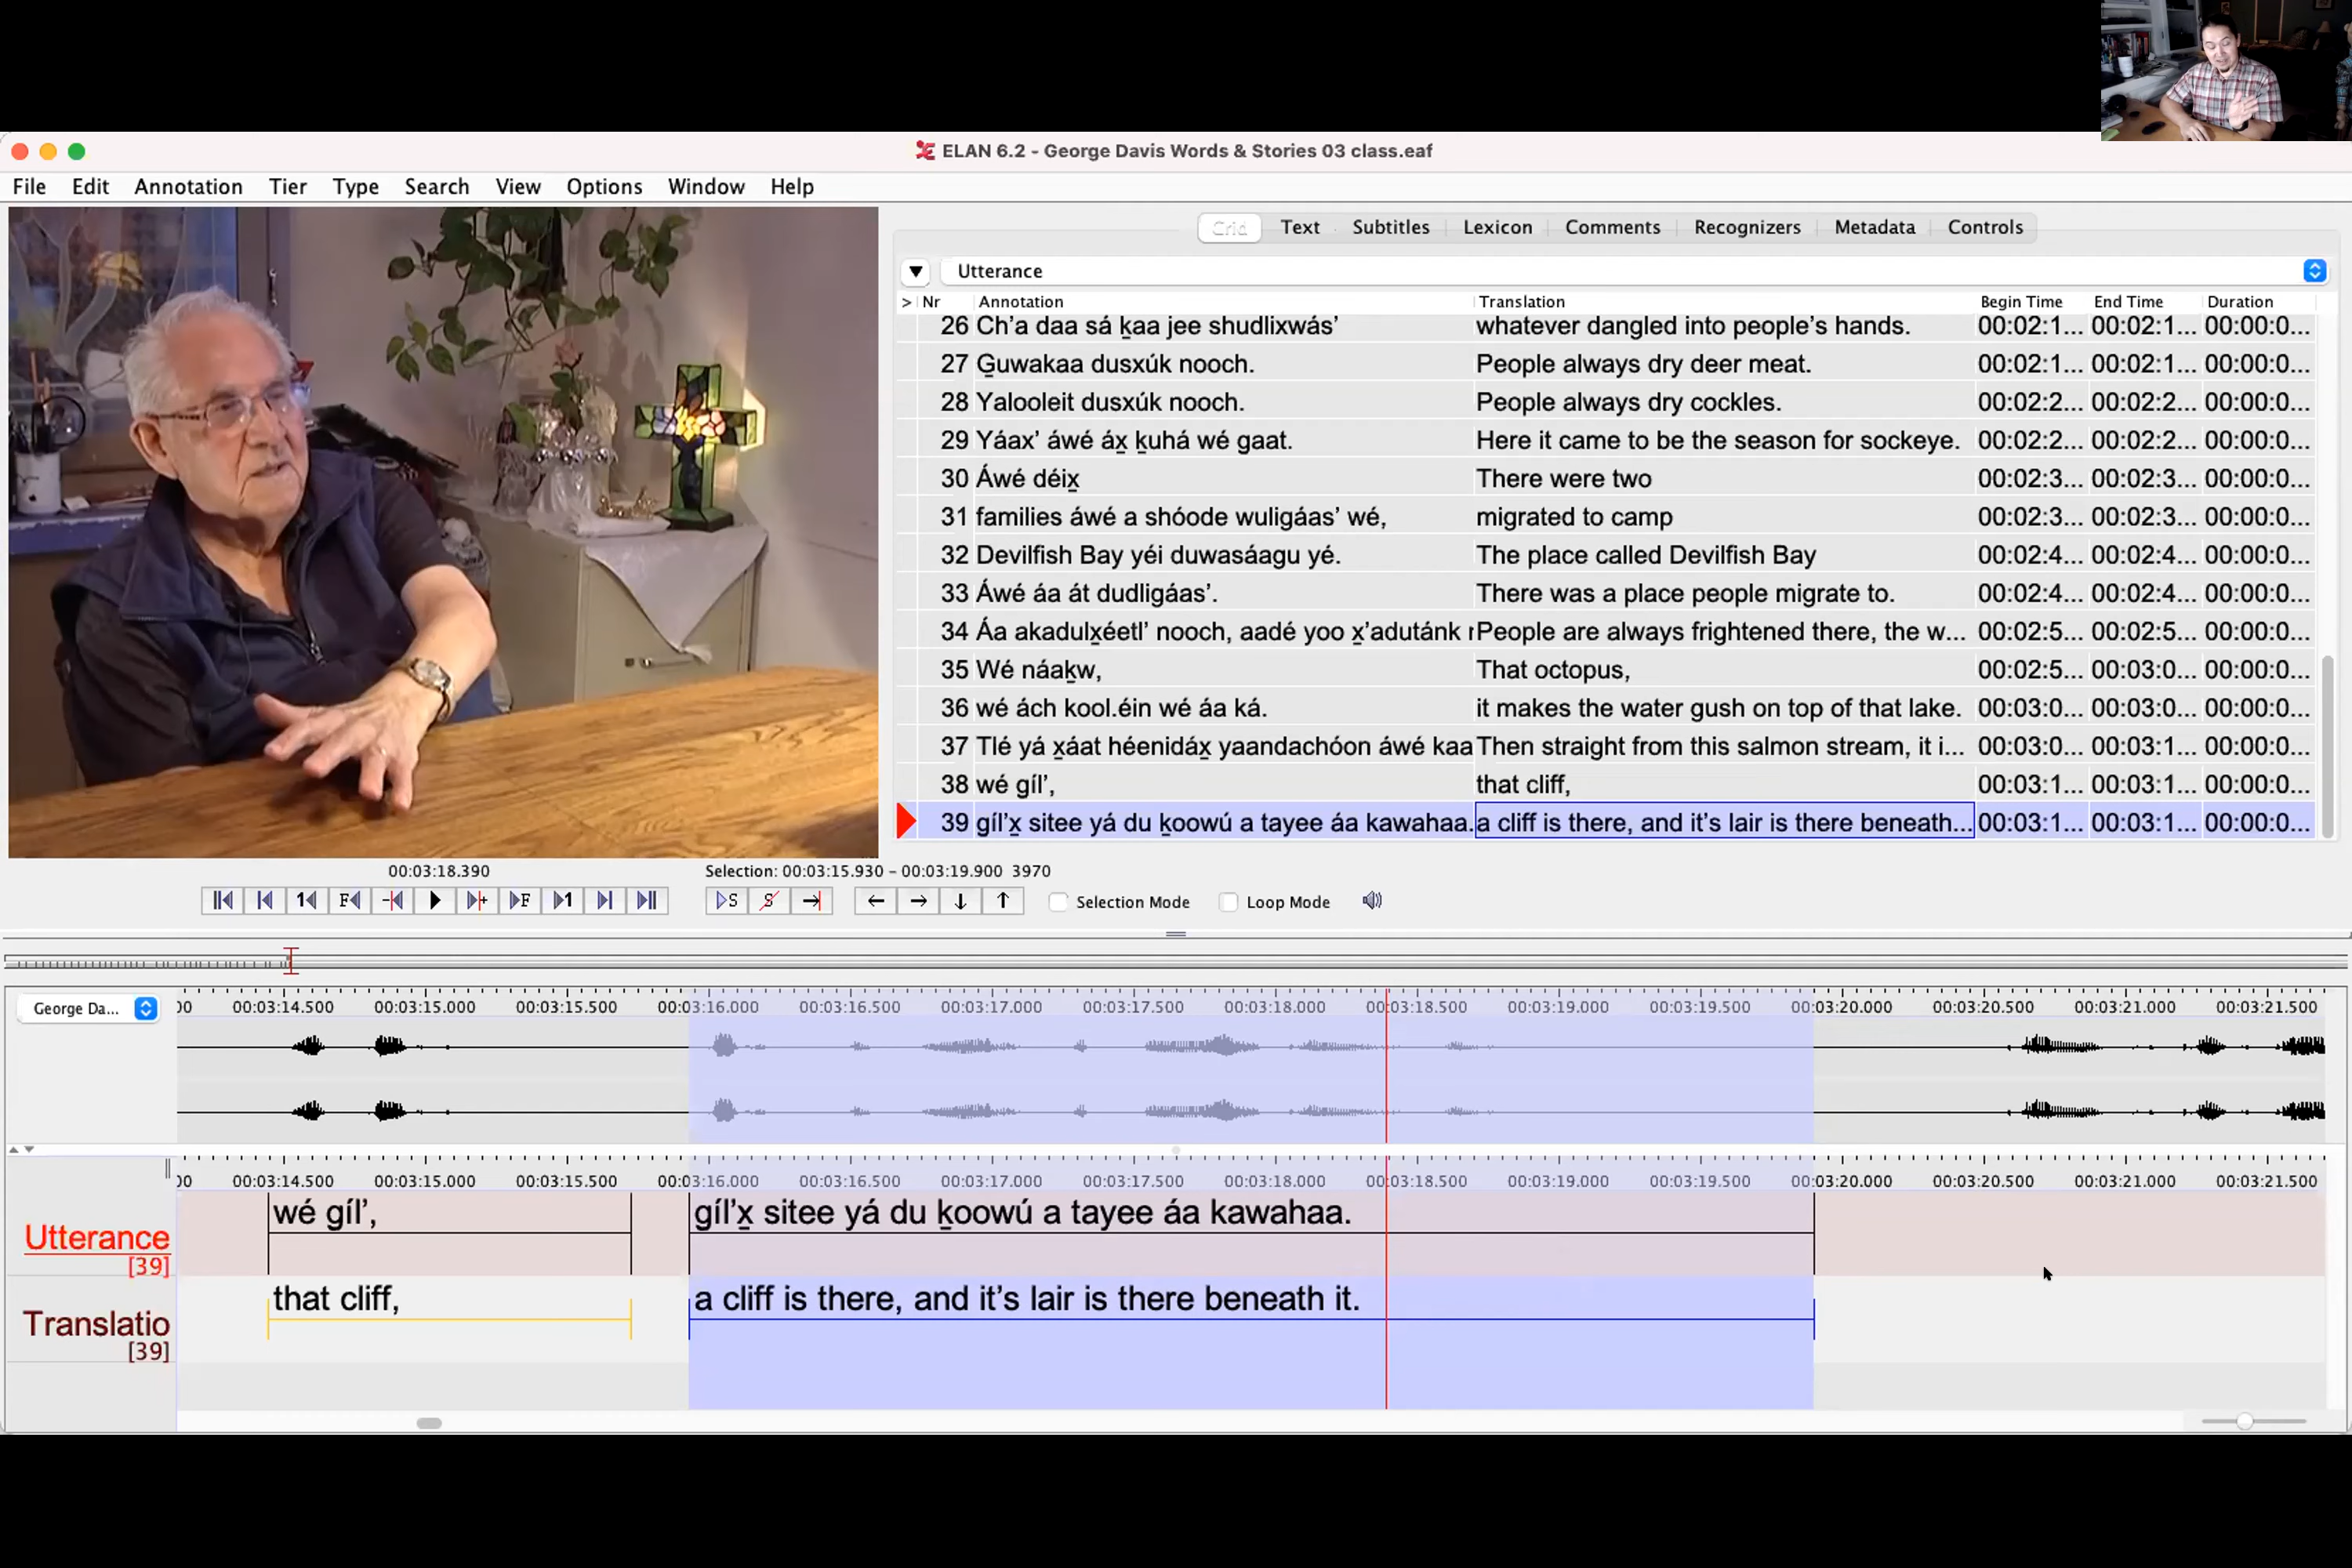 ELAN 6.2 - George Davis Words & Stories 03 class.eaf
File Edit Annotation Tier Type Search View Options Window Help
Grid Text Subtitles Lexicon Comments Recognizers Metadata Controls
Utterance
> Nr Annotation Translation Begin Time End Time Duration
26 Ch’a daa sá ḵaa jee shudlixwás’ whatever dangled into people’s hands. 00:02:1... 00:02:1... 00:00:0...
27 G̱uwakaa dusxúk nooch. People always dry deer meat. 00:02:1... 00:02:1... 00:00:0...
28 Yalooleit dusxúk nooch. People always dry cockles. 00:02:2... 00:02:2... 00:00:0...
29 Yáax’ áwé áx̱ ḵuhá wé gaat. Here it came to be the season for sockeye. 00:02:2... 00:02:2... 00:00:0...
30 Áwé déix̱ There were two 00:02:3... 00:02:3... 00:00:0...
31 families áwé a shóode wuligáas’ wé, migrated to camp 00:02:3... 00:02:3... 00:00:0...
32 Devilfish Bay yéi duwasáagu yé. The place called Devilfish Bay 00:02:4... 00:02:4... 00:00:0...
33 Áwé áa át dudligáas’. There was a place people migrate to. 00:02:4... 00:02:4... 00:00:0...
34 Áa akadulx̱éetl’ nooch, aadé yoo x̱’adutánk People are always frightened there, the w... 00:02:5... 00:02:5... 00:00:0...
35 Wé náaḵw, That octopus, 00:02:5... 00:03:0... 00:00:0...
36 wé ách kool.éin wé áa ká. it makes the water gush on top of that lake. 00:03:0... 00:03:0... 00:00:0...
37 Tlé yá x̱áat héenidáx̱ yaandachóon áwé kaa Then straight from this salmon stream, it i... 00:03:0... 00:03:1... 00:00:0...
38 wé gíl’, that cliff, 00:03:1... 00:03:1... 00:00:0...
39 gíl’x̱ sitee yá du ḵoowú a tayee áa kawahaa. a cliff is there, and it’s lair is there beneath... 00:03:1... 00:03:1... 00:00:0...
00:03:18.390 Selection: 00:03:15.930 – 00:03:19.900 3970
1 F + F 1 S S Selection Mode Loop Mode
George Da... 00 00:03:14.500 00:03:15.000 00:03:15.500 00:03:16.000 00:03:16.500 00:03:17.000 00:03:17.500 00:03:18.000 00:03:18.500 00:03:19.000 00:03:19.500 00:03:20.000 00:03:20.500 00:03:21.000 00:03:21.500
00 00:03:14.500 00:03:15.000 00:03:15.500 00:03:16.000 00:03:16.500 00:03:17.000 00:03:17.500 00:03:18.000 00:03:18.500 00:03:19.000 00:03:19.500 00:03:20.000 00:03:20.500 00:03:21.000 00:03:21.500
wé gíl’, gíl’x̱ sitee yá du ḵoowú a tayee áa kawahaa.
Utterance
[39]
that cliff, a cliff is there, and it’s lair is there beneath it.
Translatio
[39]